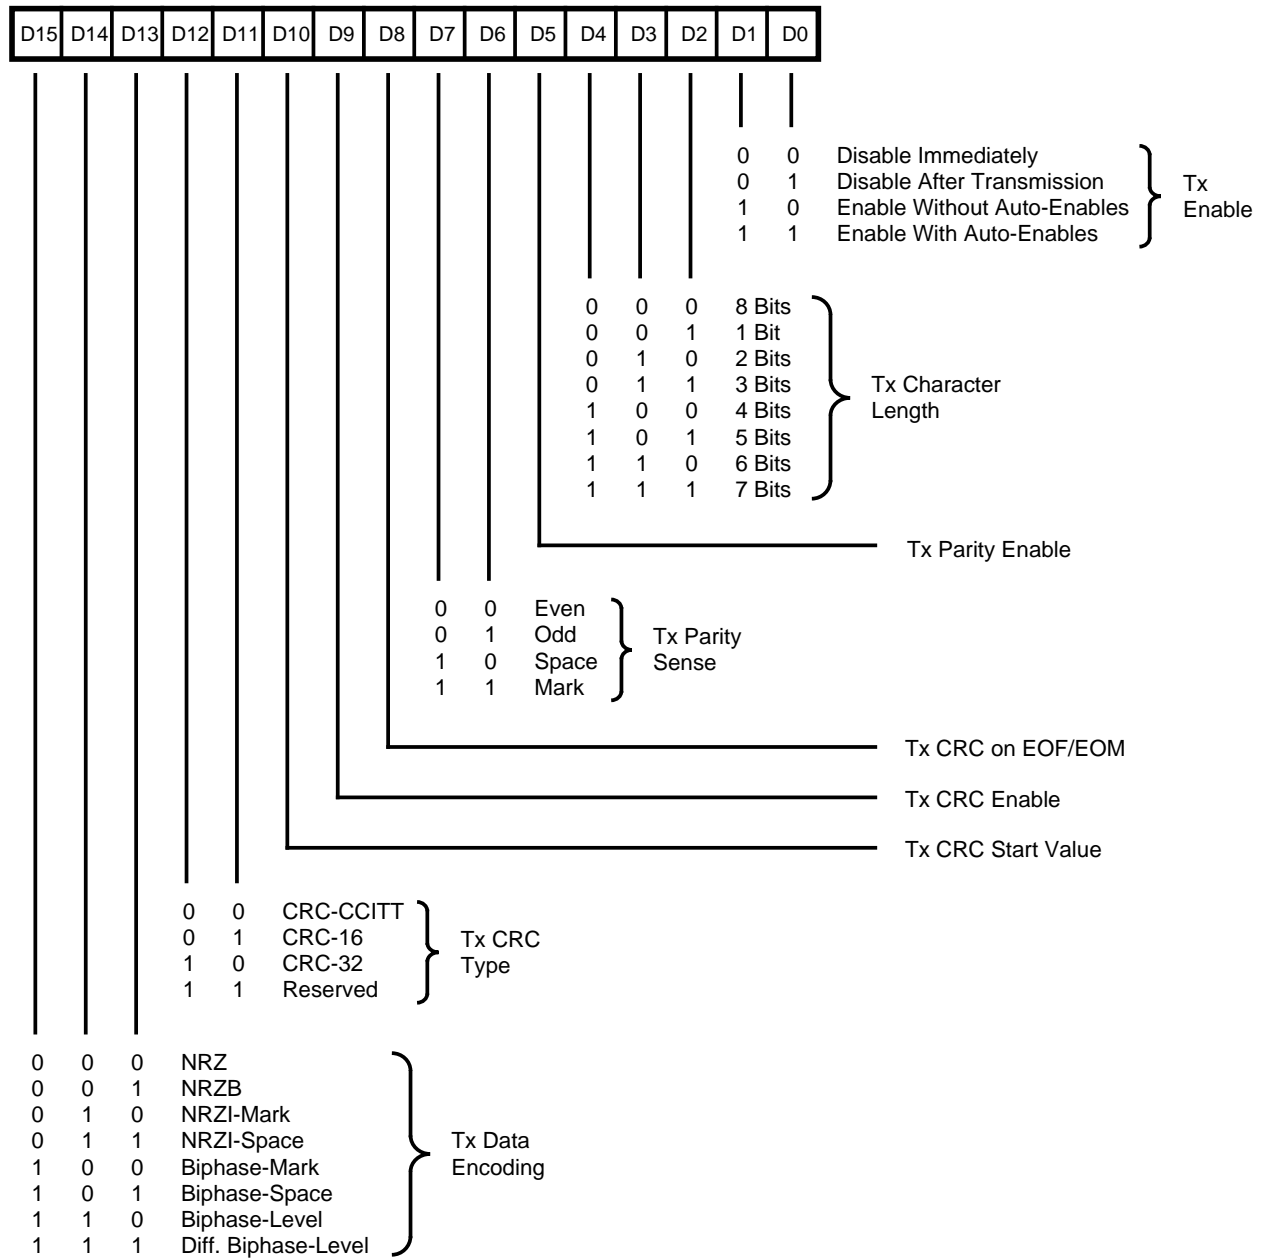 D15 D14 D13 D12 D11 D10 D9 D8 D7 D6 D5 D4 D3 D2 D1 D0
0 0 Disable Immediately
0 1 Disable After Transmission
1 0 Enable Without Auto-Enables
1 1 Enable With Auto-Enables
Tx
Enable
0 0 0 8 Bits
0 0 1 1 Bit
0 1 0 2 Bits
0 1 1 3 Bits
1 0 0 4 Bits
1 0 1 5 Bits
1 1 0 6 Bits
1 1 1 7 Bits
Tx Character
Length
Tx Parity Enable
0 0 Even
0 1 Odd
1 0 Space
1 1 Mark
Tx Parity
Sense
Tx CRC on EOF/EOM
Tx CRC Enable
Tx CRC Start Value
0 0 CRC-CCITT
0 1 CRC-16
1 0 CRC-32
1 1 Reserved
Tx CRC
Type
0 0 0 NRZ
0 0 1 NRZB
0 1 0 NRZI-Mark
0 1 1 NRZI-Space
1 0 0 Biphase-Mark
1 0 1 Biphase-Space
1 1 0 Biphase-Level
1 1 1 Diff. Biphase-Level
Tx Data
Encoding